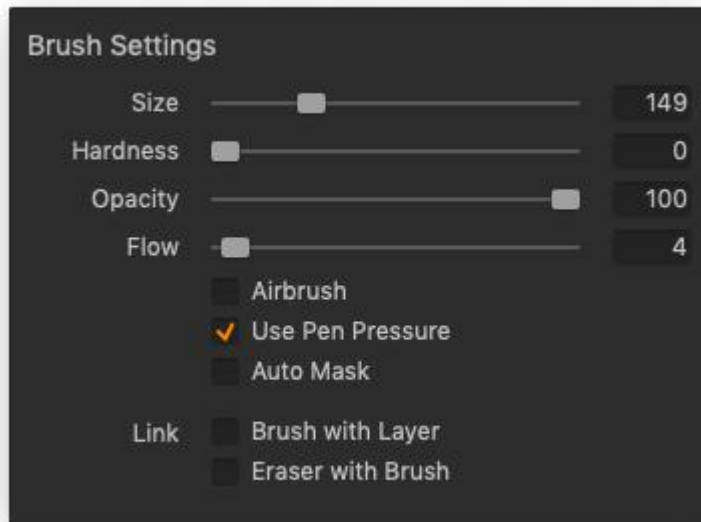 Brush Settings
Size 149
Hardness 0
Opacity 100
Flow 4
Airbrush
Use Pen Pressure
Auto Mask
Link Brush with Layer
Eraser with Brush